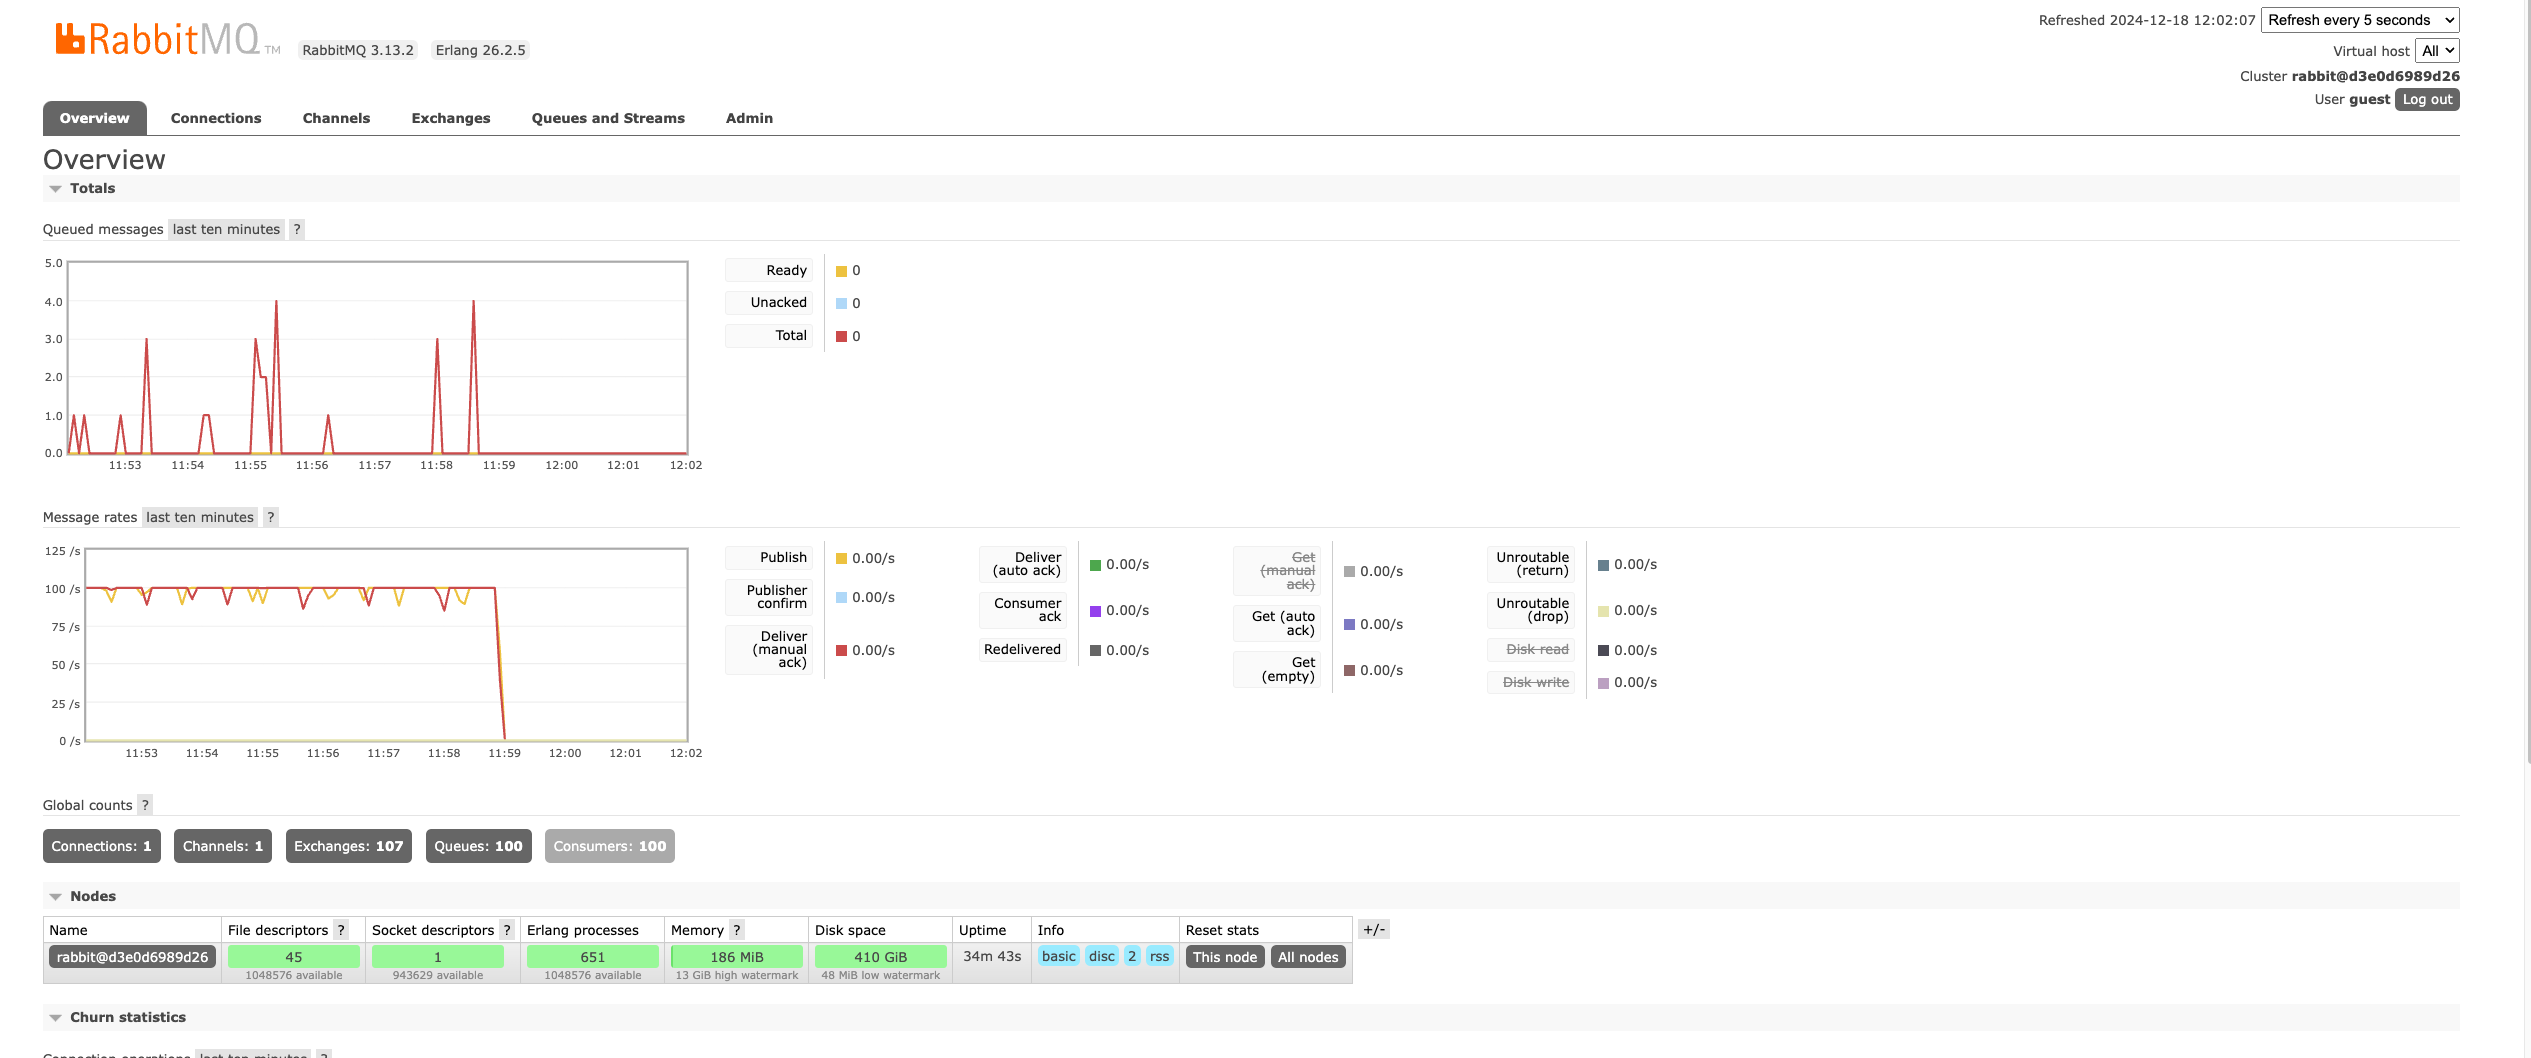 RabbitMQ TM RabbitMQ 3.13.2 Erlang 26.2.5
Refreshed 2024-12-18 12:02:07 Refresh every 5 seconds
Virtual host All
Cluster rabbit@d3e0d6989d26
User guest Log out
Overview Connections Channels Exchanges Queues and Streams Admin
Overview
Totals
Queued messages last ten minutes ?
5.0
4.0
3.0
2.0
1.0
0.0
11:53 11:54 11:55 11:56 11:57 11:58 11:59 12:00 12:01 12:02
Ready 0
Unacked 0
Total 0
Message rates last ten minutes ?
125 /s
100 /s
75 /s
50 /s
25 /s
0 /s
11:53 11:54 11:55 11:56 11:57 11:58 11:59 12:00 12:01 12:02
Publish 0.00/s
Publisher
confirm 0.00/s
Deliver
(manual
ack) 0.00/s
Deliver
(auto ack) 0.00/s
Consumer
ack 0.00/s
Redelivered 0.00/s
Get
(manual
ack) 0.00/s
Get (auto
ack) 0.00/s
Get
(empty) 0.00/s
Unroutable
(return) 0.00/s
Unroutable
(drop) 0.00/s
Disk read 0.00/s
Disk write 0.00/s
Global counts ?
Connections: 1 Channels: 1 Exchanges: 107 Queues: 100 Consumers: 100
Nodes
Name File descriptors ? Socket descriptors ? Erlang processes Memory ? Disk space Uptime Info Reset stats +/-
rabbit@d3e0d6989d26 45 1 651 186 MiB 410 GiB 34m 43s basic disc 2 rss This node All nodes
1048576 available 943629 available 1048576 available 13 GiB high watermark 48 MiB low watermark
Churn statistics
Connection operations last ten minutes ?